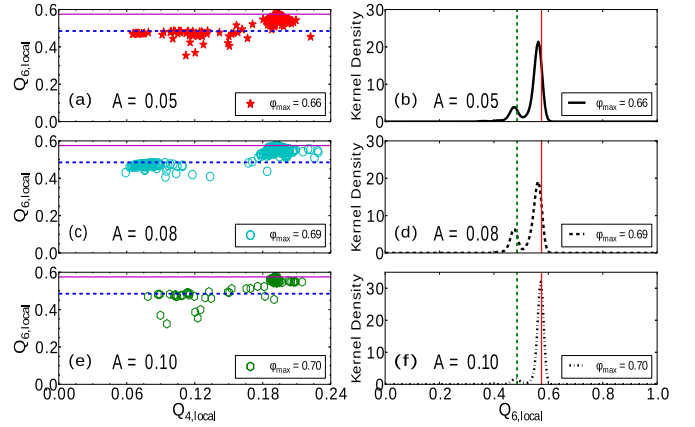 0.6
0.4
0.2
0.0
Q6,local
(a) A = 0.05
φmax = 0.66
30
20
10
0
Kernel Density
(b) A = 0.05
φmax = 0.66
0.6
0.4
0.2
0.0
Q6,local
(c) A = 0.08
φmax = 0.69
30
20
10
0
Kernel Density
(d) A = 0.08
φmax = 0.69
0.6
0.4
0.2
0.0
Q6,local
(e) A = 0.10
φmax = 0.70
0.00 0.06 0.12 0.18 0.24
Q4,local
30
20
10
0
Kernel Density
(f) A = 0.10
φmax = 0.70
0.0 0.2 0.4 0.6 0.8 1.0
Q6,local